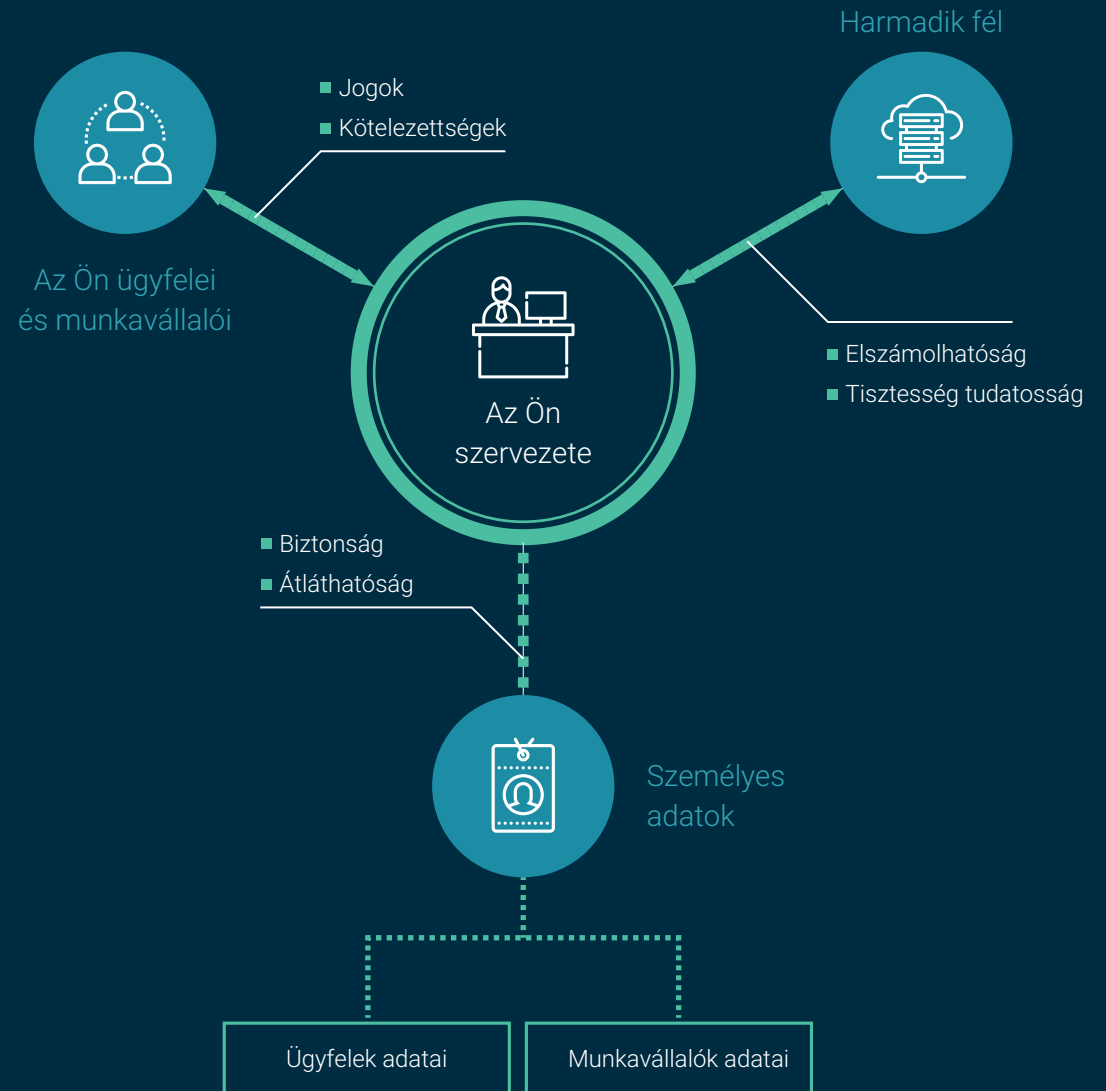 Harmadik fél
Jogok
Kötelezettségek
Az Ön ügyfelei
és munkavállalói
Elszámolhatóság
Tisztesség tudatosság
Az Ön
szervezete
Biztonság
Átláthatóság
Személyes
adatok
Ügyfelek adatai
Munkavállalók adatai